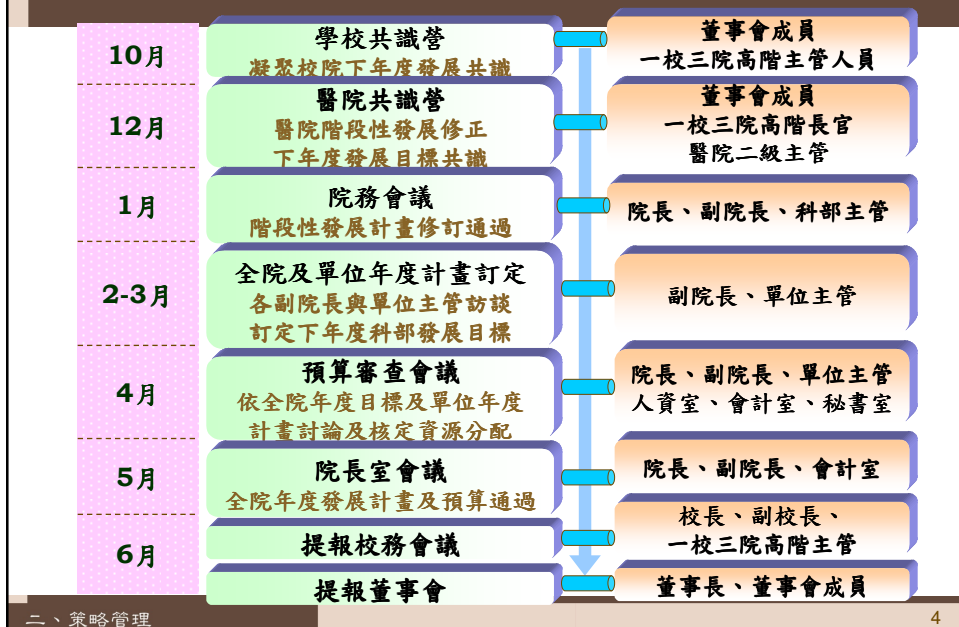 10月
學校共識營
凝聚校院下年度發展共識
董事會成員
一校三院高階主管人員
12月
醫院共識營
醫院階段性發展修正
下年度發展目標共識
董事會成員
一校三院高階長官
醫院二級主管
1月
院務會議
階段性發展計畫修訂通過
院長、副院長、科部主管
2-3月
全院及單位年度計畫訂定
各副院長與單位主管訪談
訂定下年度科部發展目標
副院長、單位主管
4月
預算審查會議
依全院年度目標及單位年度
計畫討論及核定資源分配
院長、副院長、單位主管
人資室、會計室、秘書室
5月
院長室會議
全院年度發展計畫及預算通過
院長、副院長、會計室
6月
提報校務會議
校長、副校長、
一校三院高階主管
提報董事會
董事長、董事會成員
二、策略管理
4